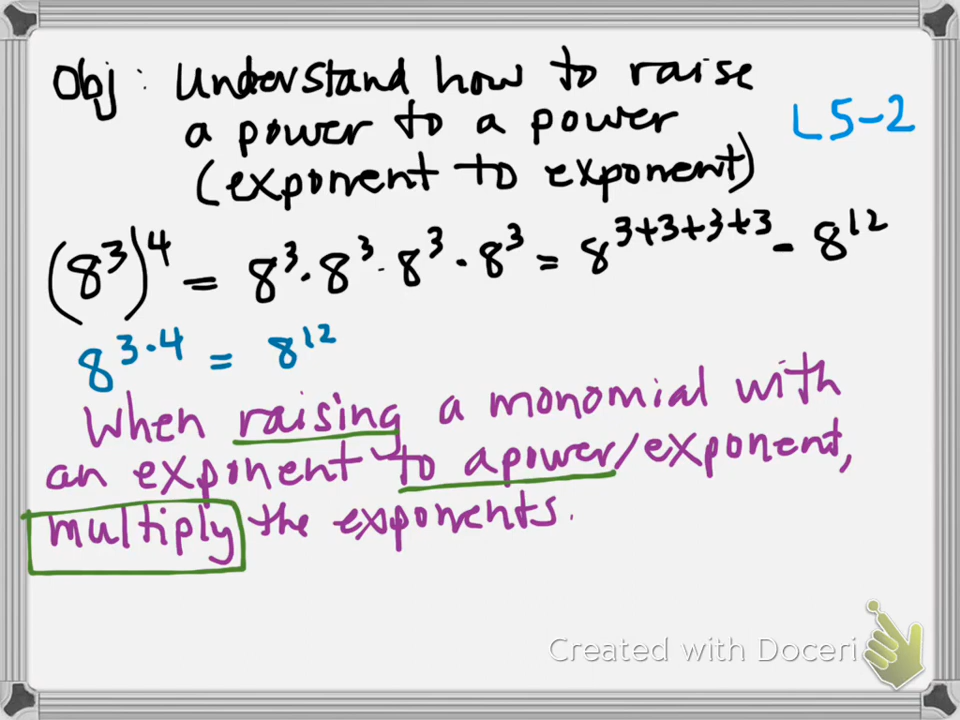 Obj: Understand how to raise
a power to a power
L5-2
(exponent to exponent)
(8³)⁴ = 8³·8³·8³·8³ = 8³⁺³⁺³⁺³ - 8¹²
8³·⁴ = 8¹²
When raising a monomial with
an exponent to a power/exponent,
multiply the exponents.
Created with Doceri